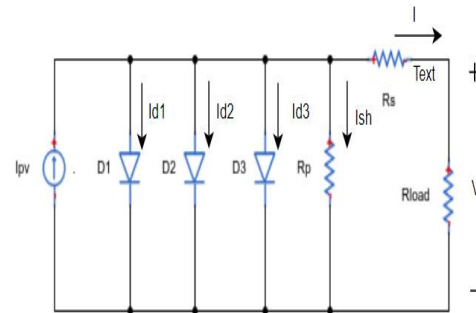 I
Text
+
Rs
Id1
Id2
Id3
Ish
Ipv
D1
D2
D3
Rp
Rload
V
-